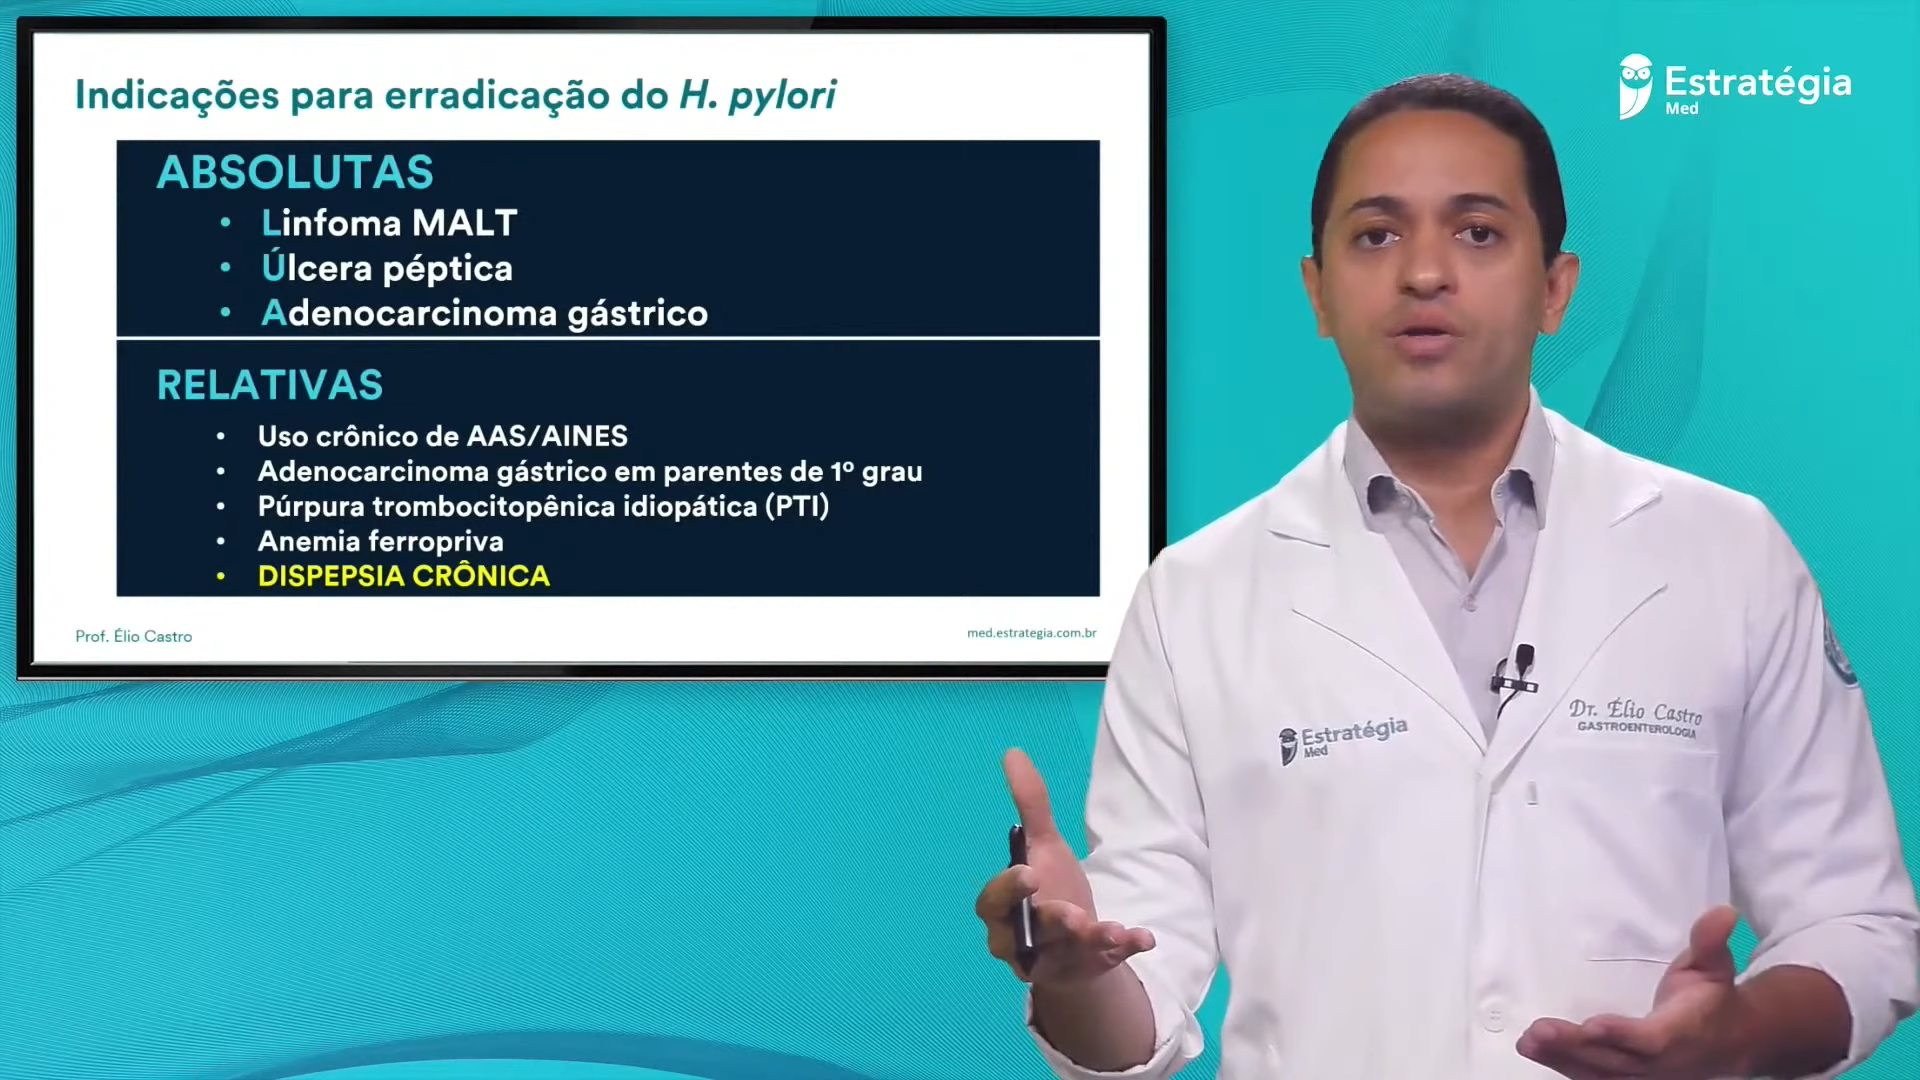 Indicações para erradicação do H. pylori
ABSOLUTAS
• Linfoma MALT
• Úlcera péptica
• Adenocarcinoma gástrico
RELATIVAS
• Uso crônico de AAS/AINES
• Adenocarcinoma gástrico em parentes de 1º grau
• Púrpura trombocitopênica idiopática (PTI)
• Anemia ferropriva
• DISPEPSIA CRÔNICA
Prof. Élio Castro
med.estrategia.com.br
Estratégia
Med
Estratégia
Med
Dr. Élio Castro
GASTROENTEROLOGIA